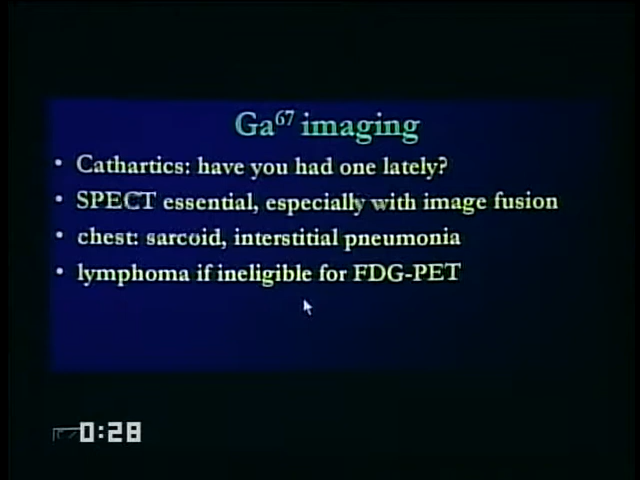 Ga⁶⁷ imaging
• Cathartics: have you had one lately?
• SPECT essential, especially with image fusion
• chest: sarcoid, interstitial pneumonia
• lymphoma if ineligible for FDG-PET
0:28